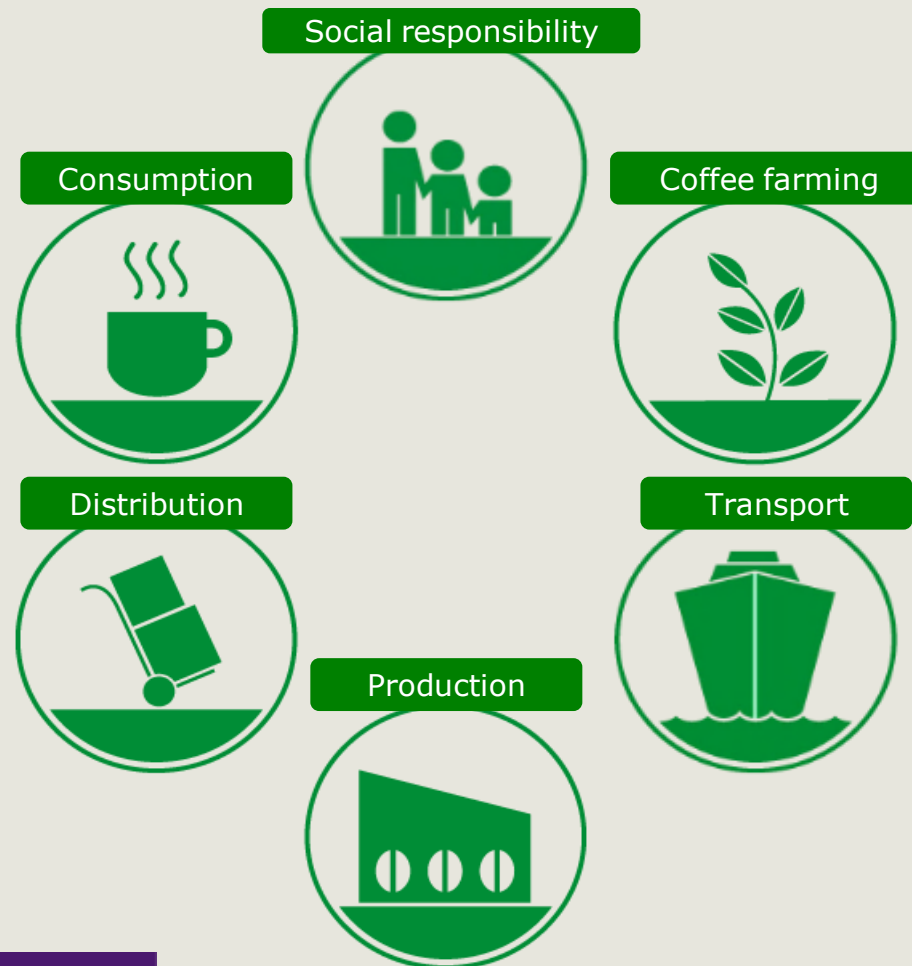 Social responsibility
Consumption
Coffee farming
Distribution
Transport
Production